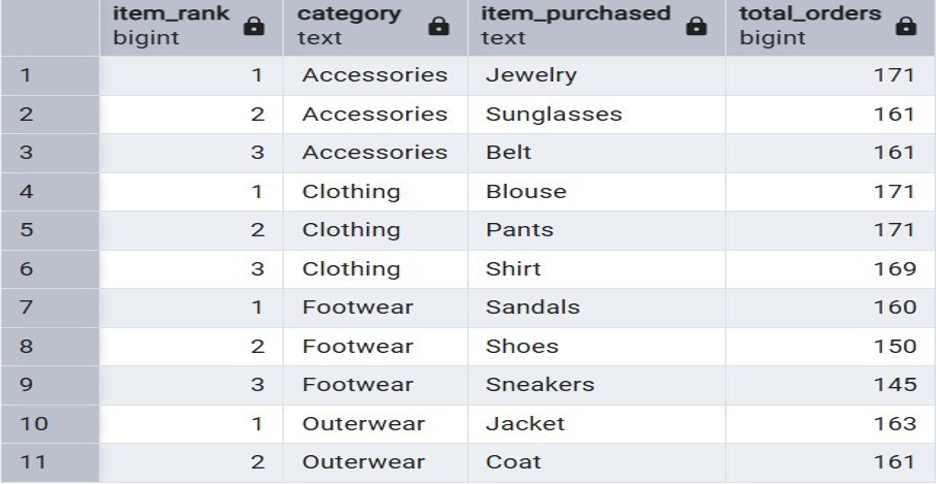 item_rank category item_purchased total_orders
bigint text text bigint
1 1 Accessories Jewelry 171
2 2 Accessories Sunglasses 161
3 3 Accessories Belt 161
4 1 Clothing Blouse 171
5 2 Clothing Pants 171
6 3 Clothing Shirt 169
7 1 Footwear Sandals 160
8 2 Footwear Shoes 150
9 3 Footwear Sneakers 145
10 1 Outerwear Jacket 163
11 2 Outerwear Coat 161